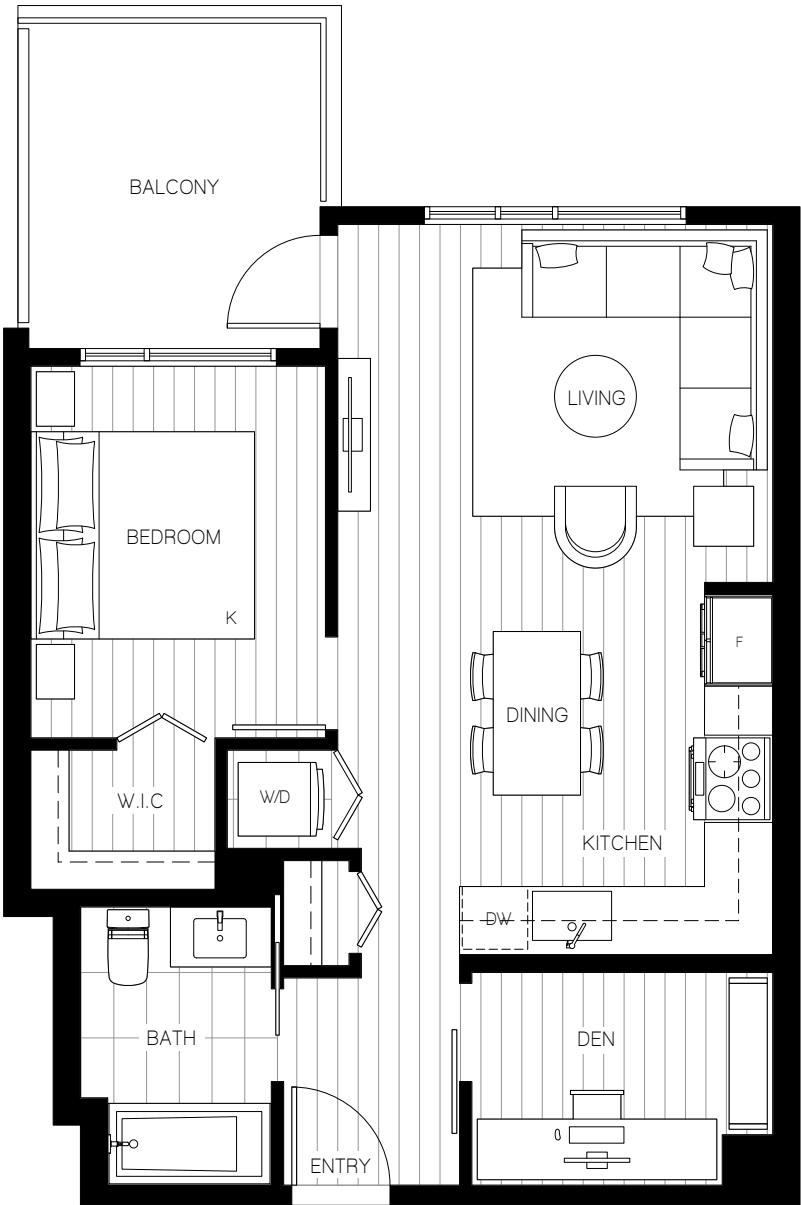 BALCONY
LIVING
BEDROOM
K
F
DINING
W/D
W.I.C
KITCHEN
DW
BATH
DEN
ENTRY